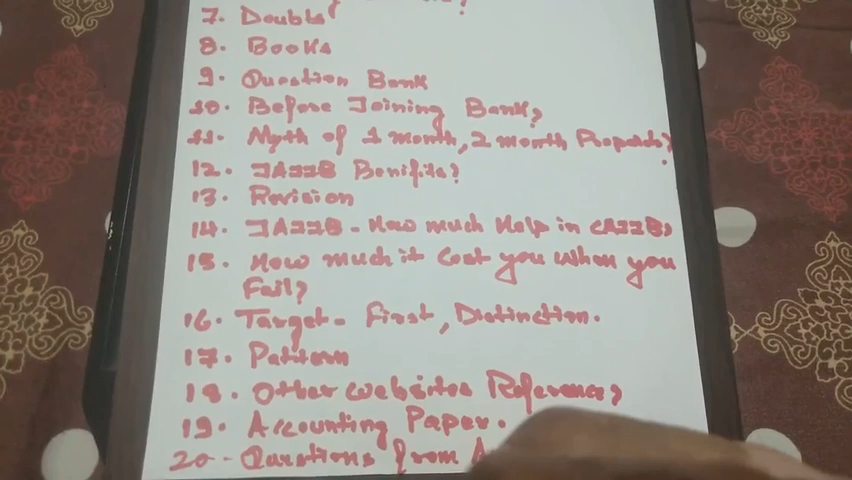 7. Doubts
8. Books
9. Question Bank
10. Before Joining Bank?
11. Myth of 1 month, 2 month
12. JAIIB Benifits?
13. Revision
14. JAIIB - How much Help in CAIIB?
15. How much it Cost you when you
Fail?
16. Target - First, Distinction.
17. Pattern
18. Other websites Reference?
19. Accounting Paper.
20 - Questions from